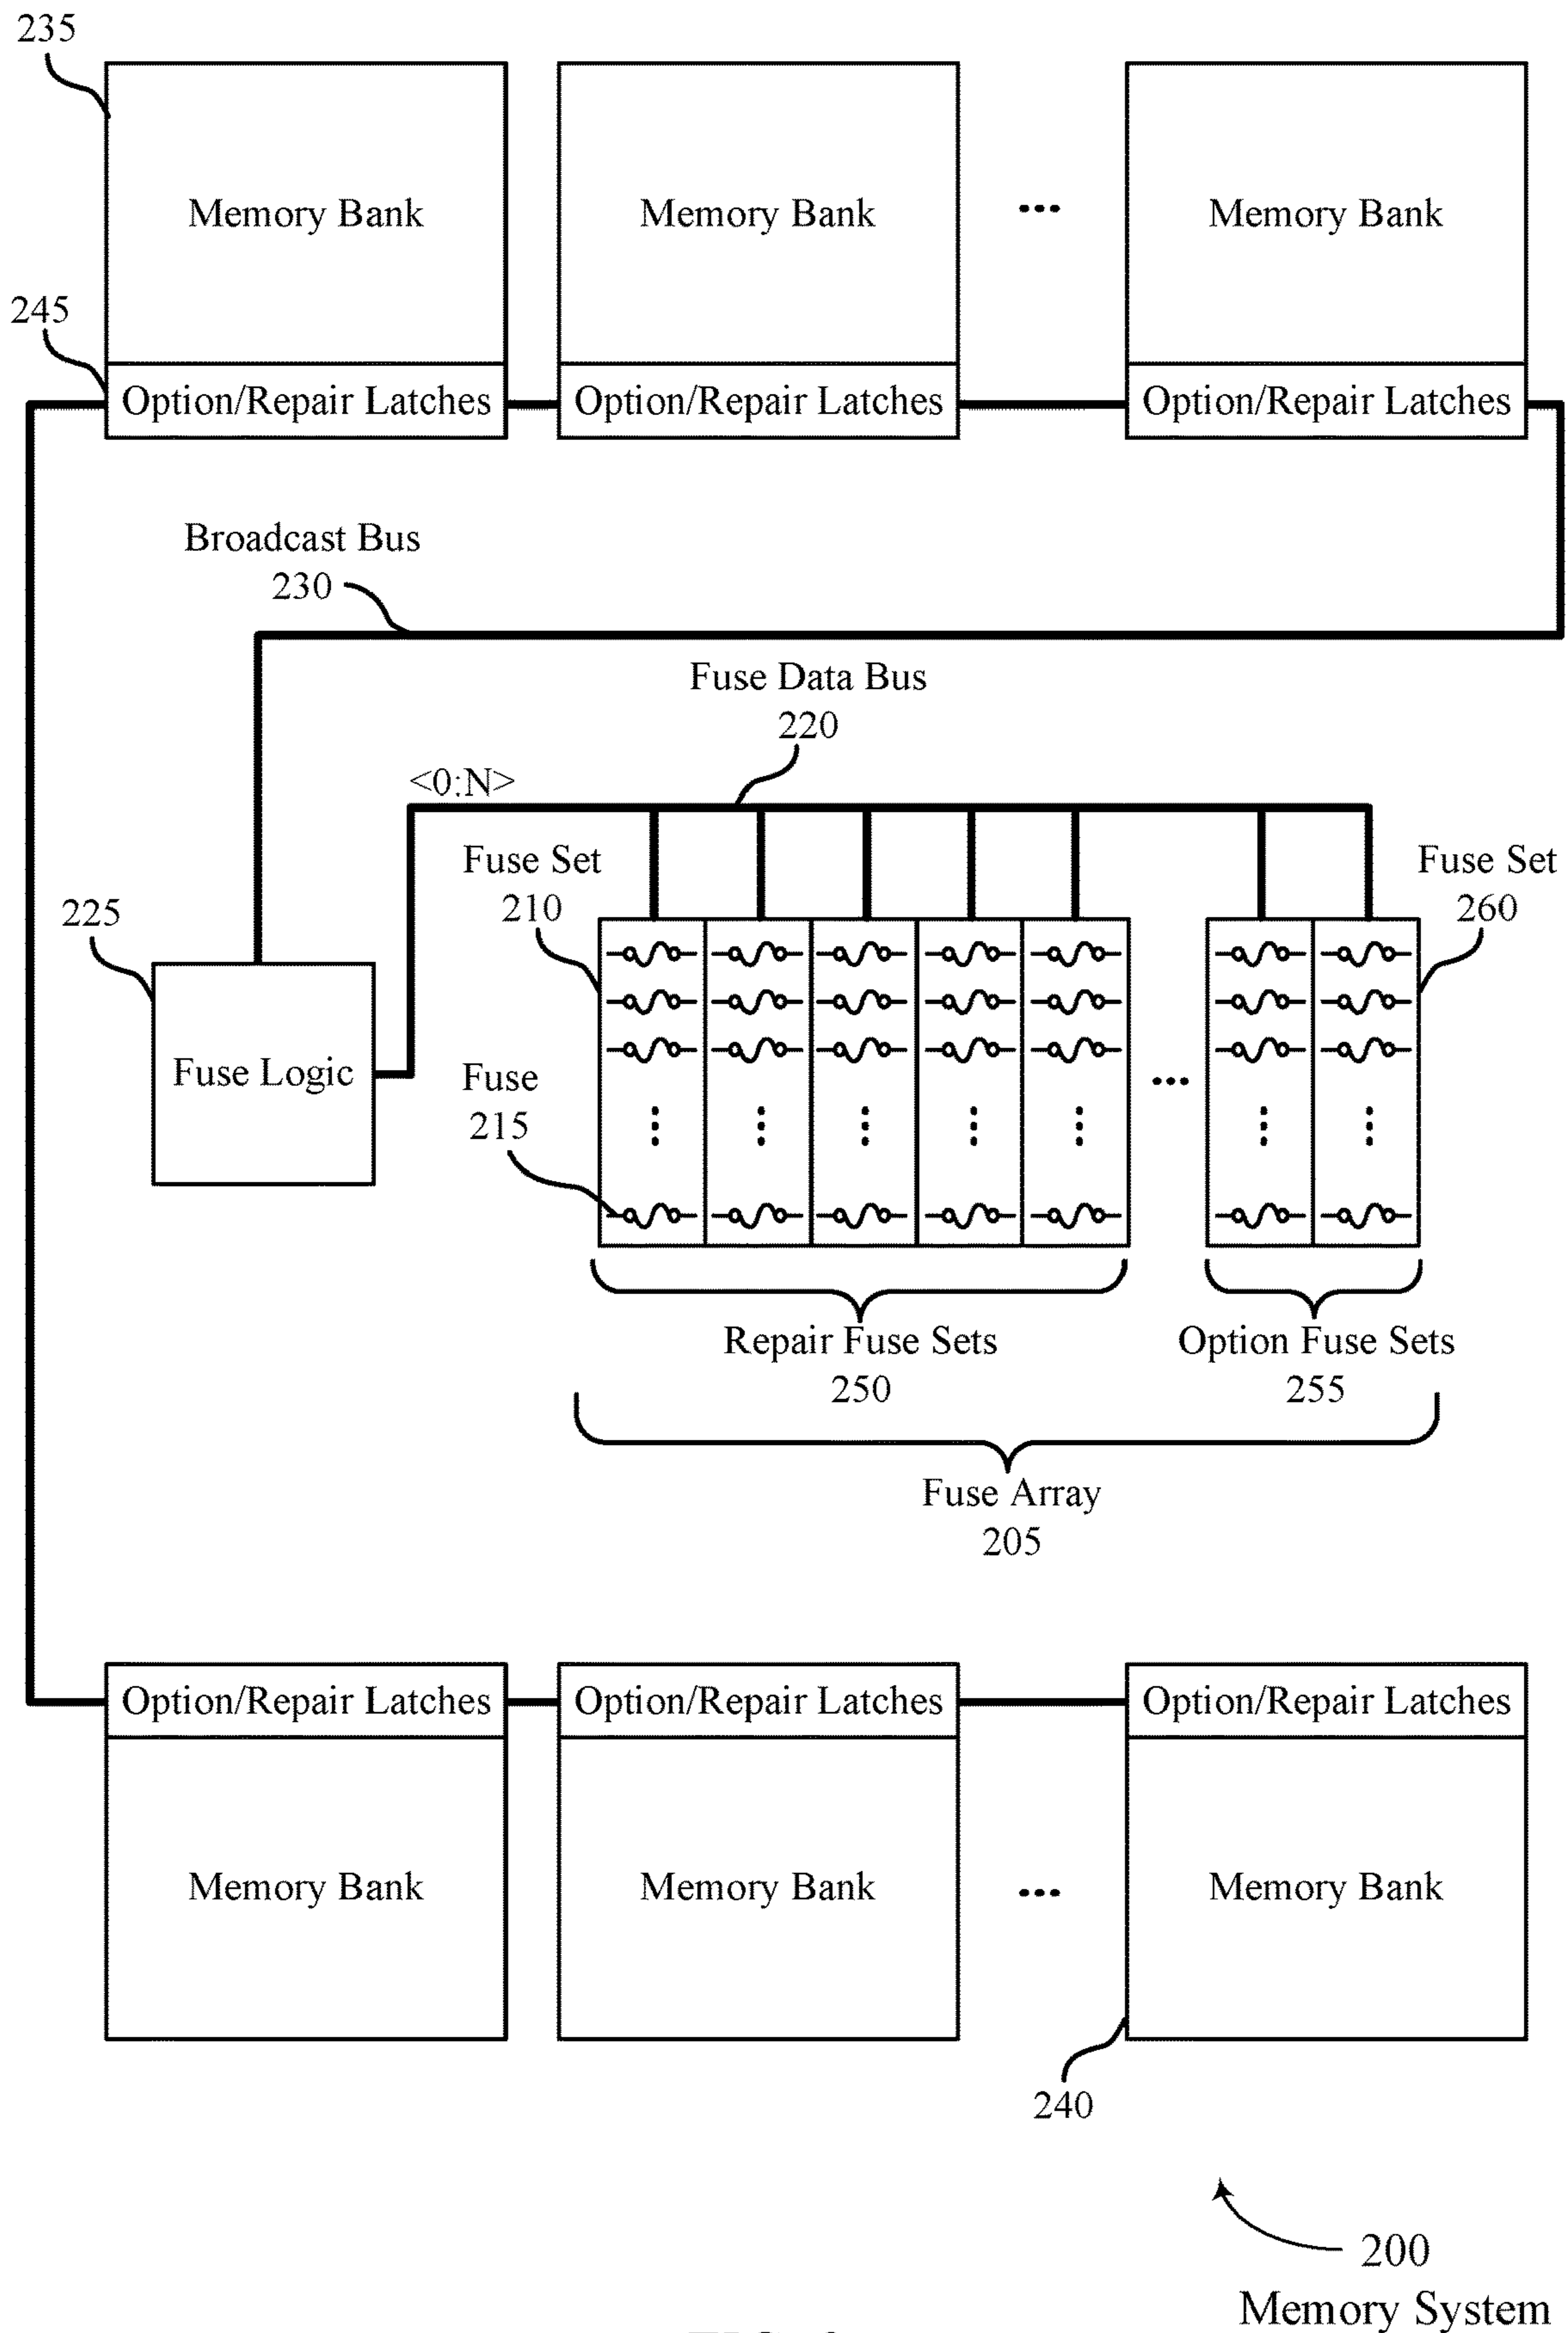 235
Memory Bank
Memory Bank
...
Memory Bank
245
Option/Repair Latches
Option/Repair Latches
Option/Repair Latches
Broadcast Bus
230
Fuse Data Bus
220
<0:N>
Fuse Set
210
Fuse Set
260
225
Fuse Logic
Fuse
215
...
Repair Fuse Sets
250
Option Fuse Sets
255
Fuse Array
205
Option/Repair Latches
Option/Repair Latches
Option/Repair Latches
Memory Bank
Memory Bank
...
Memory Bank
240
200
Memory System